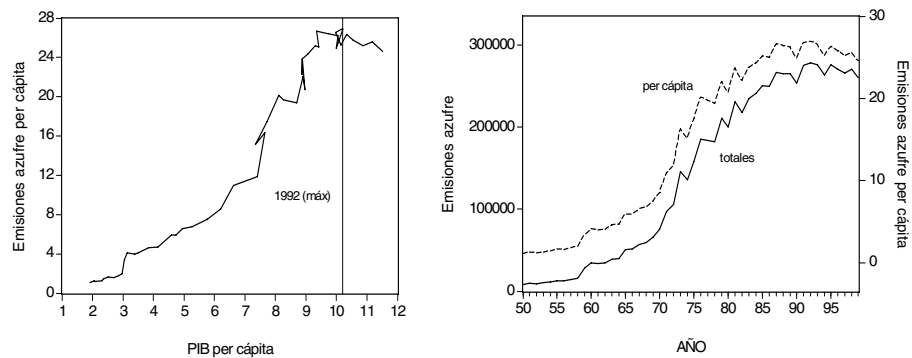 Emisiones azufre per cápita
28
24
20
16
12
8
4
0
1992 (máx)
1 2 3 4 5 6 7 8 9 10 11 12
PIB per cápita
Emisiones azufre
300000
200000
100000
0
per cápita
totales
30
20
10
0
Emisiones azufre per cápita
50 55 60 65 70 75 80 85 90 95
AÑO